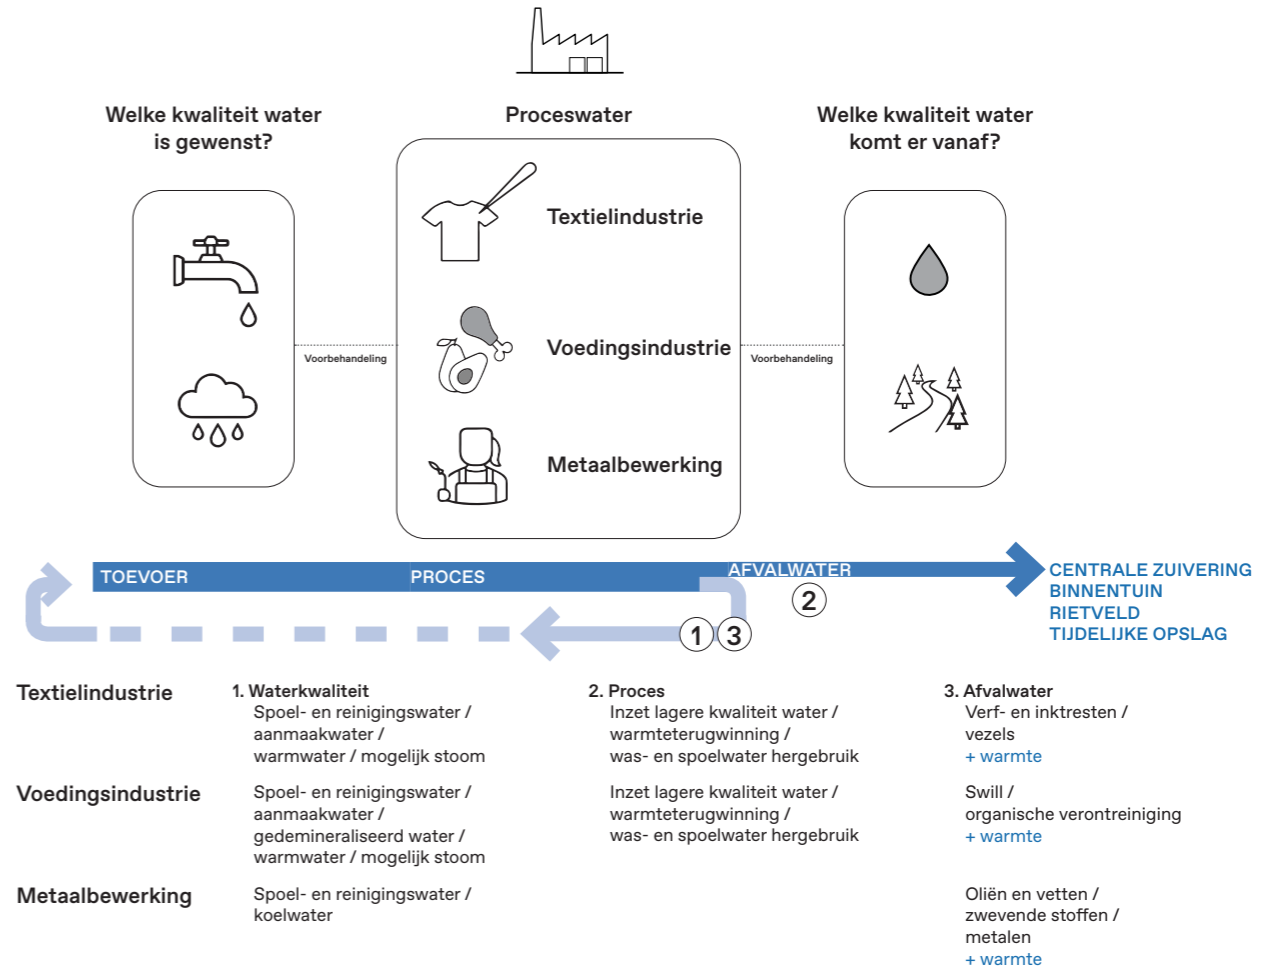 Welke kwaliteit water
is gewenst?
Proceswater
Welke kwaliteit water
komt er vanaf?
Textielindustrie
Voedingsindustrie
Metaalbewerking
Voorbehandeling
Voorbehandeling
TOEVOER
PROCES
AFVALWATER
CENTRALE ZUIVERING
BINNENTUIN
RIETVELD
TIJDELIJKE OPSLAG
2
1
3
Textielindustrie
1. Waterkwaliteit
Spoel- en reinigingswater /
aanmaakwater /
warmwater / mogelijk stoom
2. Proces
Inzet lagere kwaliteit water /
warmteterugwinning /
was- en spoelwater hergebruik
3. Afvalwater
Verf- en inktresten /
vezels
+ warmte
Voedingsindustrie
Spoel- en reinigingswater /
aanmaakwater /
gedemineraliseerd water /
warmwater / mogelijk stoom
Inzet lagere kwaliteit water /
warmteterugwinning /
was- en spoelwater hergebruik
Swill /
organische verontreiniging
+ warmte
Metaalbewerking
Spoel- en reinigingswater /
koelwater
Oliën en vetten /
zwevende stoffen /
metalen
+ warmte